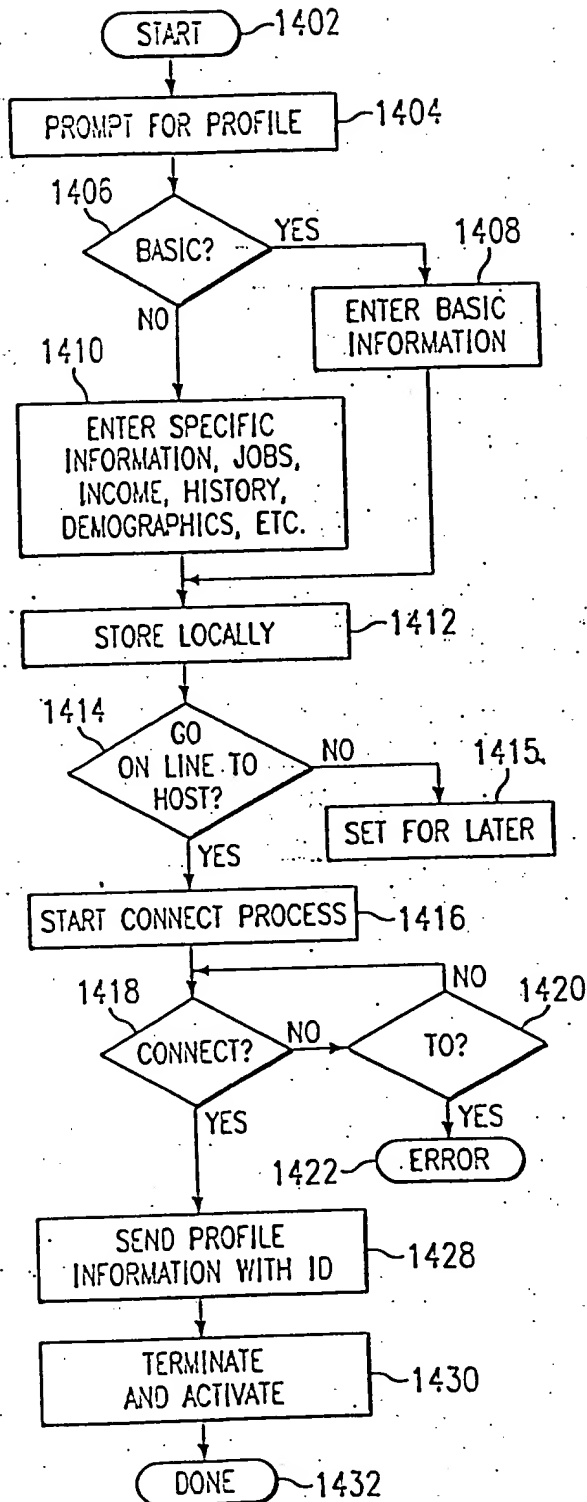 START
1402
PROMPT FOR PROFILE
1404
1406
BASIC?
YES
1408
NO
ENTER BASIC
INFORMATION
1410
ENTER SPECIFIC
INFORMATION, JOBS,
INCOME, HISTORY,
DEMOGRAPHICS, ETC.
STORE LOCALLY
1412
1414
GO
ON LINE TO
HOST?
NO
1415
YES
SET FOR LATER
START CONNECT PROCESS
1416
1418
NO
1420
CONNECT?
NO
TO?
YES
YES
1422
ERROR
SEND PROFILE
INFORMATION WITH ID
1428
TERMINATE
AND ACTIVATE
1430
DONE
1432